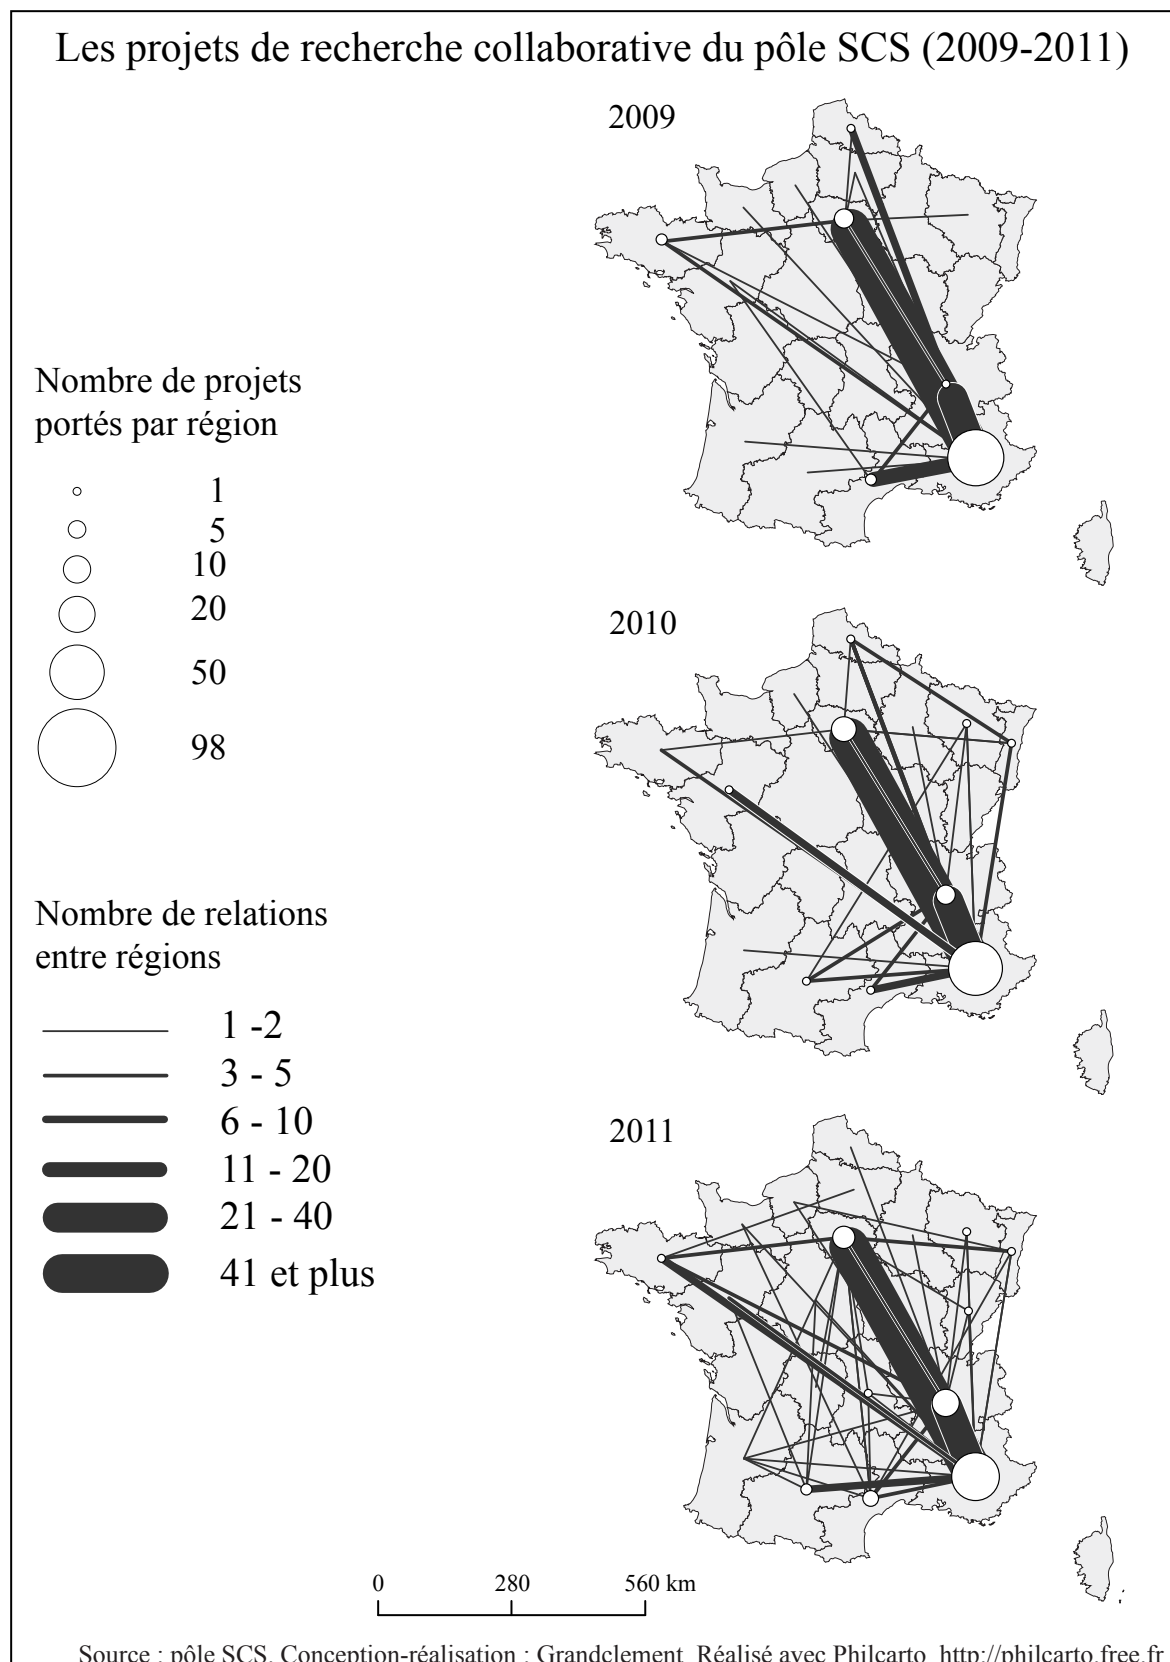 Les projets de recherche collaborative du pôle SCS (2009-2011)
2009
Nombre de projets
portés par région
1
5
10
20
50
98
2010
Nombre de relations
entre régions
1 -2
3 - 5
6 - 10
11 - 20
21 - 40
41 et plus
2011
0 280 560 km
Source : pôle SCS. Conception-réalisation : Grandclement Réalisé avec Philcarto http://philcarto.free.fr